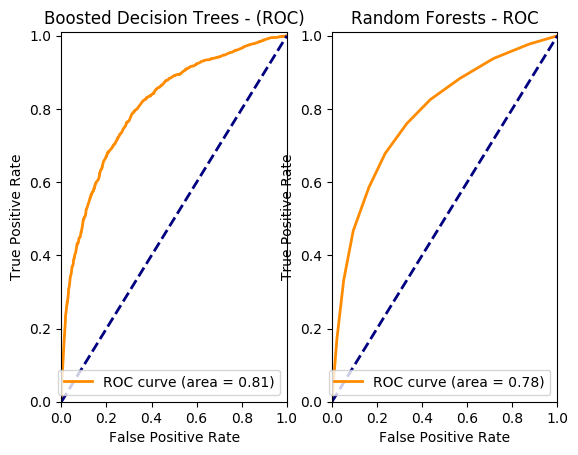 Boosted Decision Trees - (ROC)
True Positive Rate
1.0
0.8
0.6
0.4
0.2
0.0
0.0 0.2 0.4 0.6 0.8 1.0
False Positive Rate
ROC curve (area = 0.81)
Random Forests - ROC
True Positive Rate
1.0
0.8
0.6
0.4
0.2
0.0
0.0 0.2 0.4 0.6 0.8 1.0
False Positive Rate
ROC curve (area = 0.78)